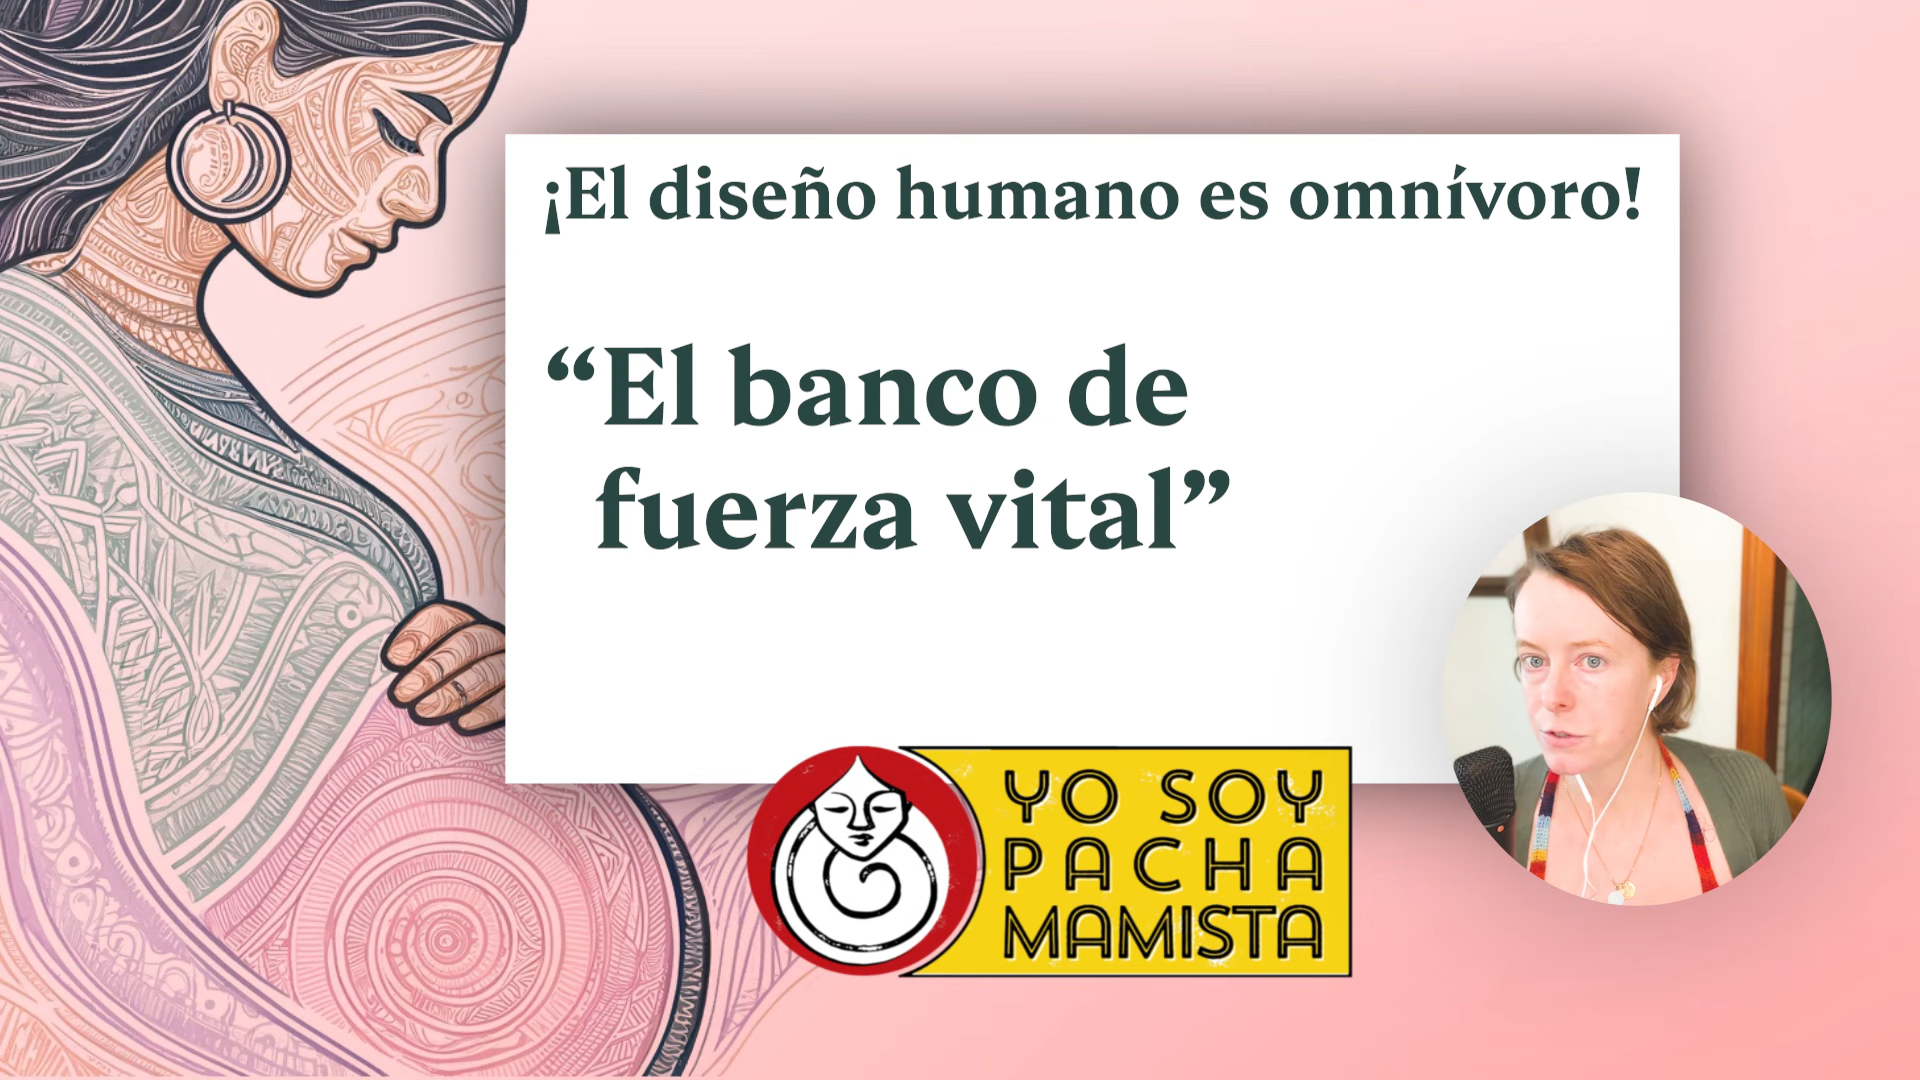 ¡El diseño humano es omnívoro!
“El banco de
fuerza vital”
YO SOY
PACHA
MAMISTA